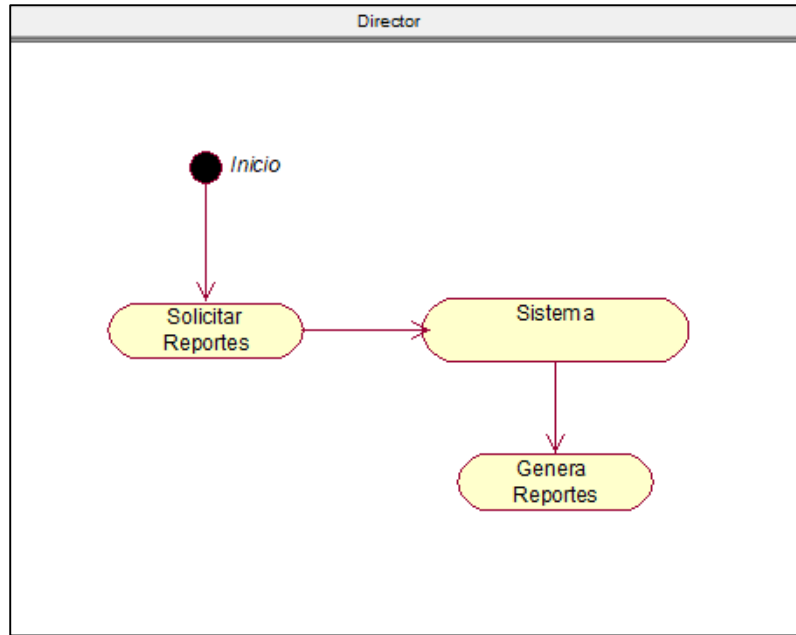 Director
Inicio
Solicitar
Reportes
Sistema
Genera
Reportes